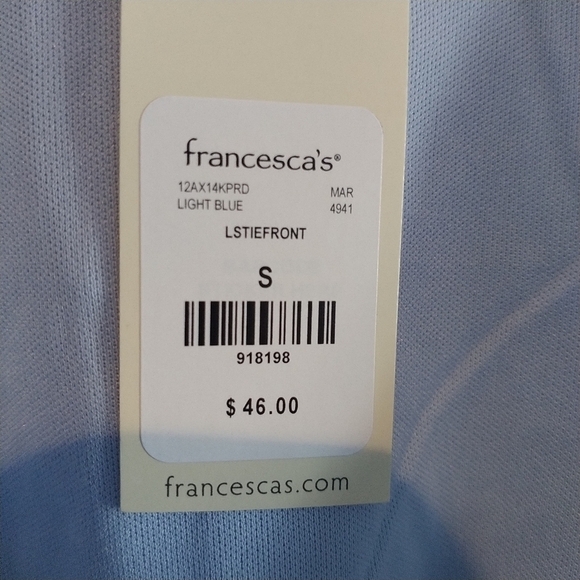 francesca's®
12AX14KPRD MAR
LIGHT BLUE 4941
LSTIEFRONT
S
918198
$ 46.00
francescas.com